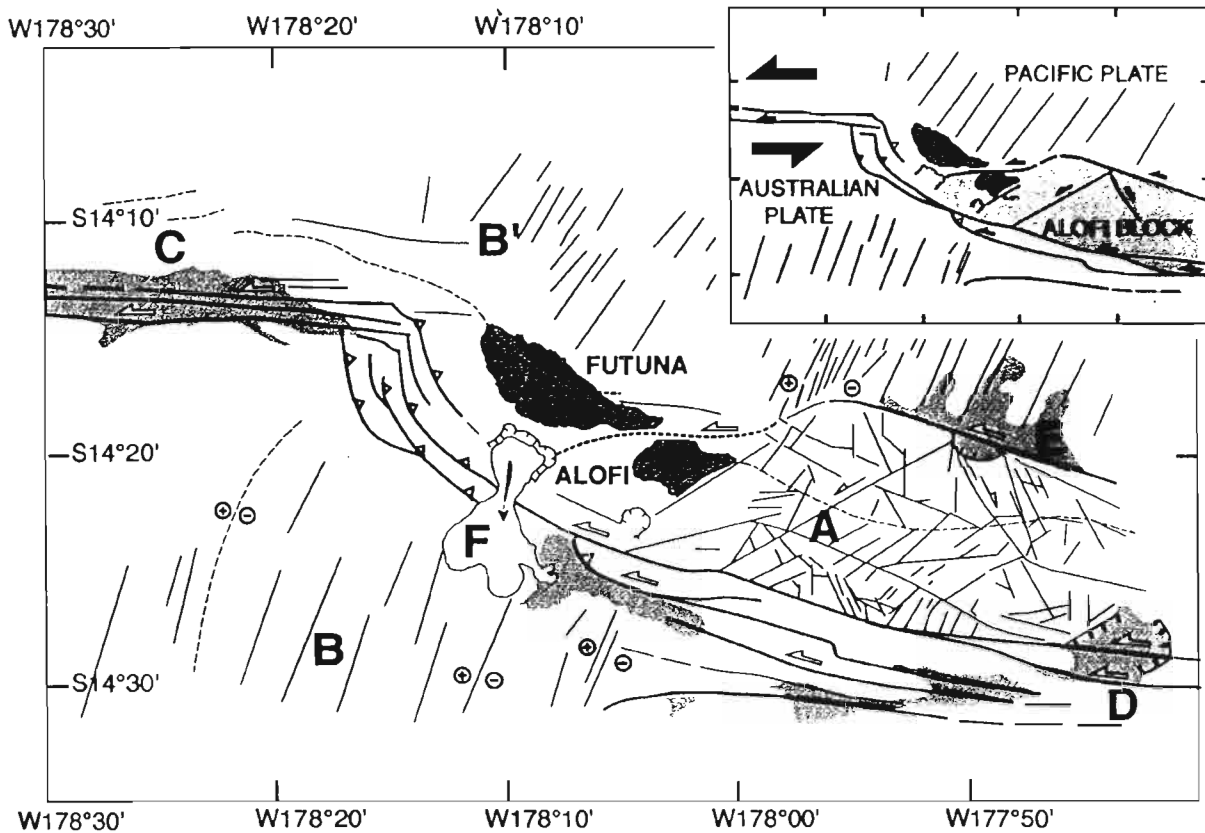 W178°30'
W178°20'
W178°10'
PACIFIC PLATE
AUSTRALIAN
PLATE
ALOFI BLOCK
S14°10'
C
B'
FUTUNA
E
S14°20'
ALOFI
A
F
B
S14°30'
D
W178°30'
W178°20'
W178°10'
W178°00'
W177°50'